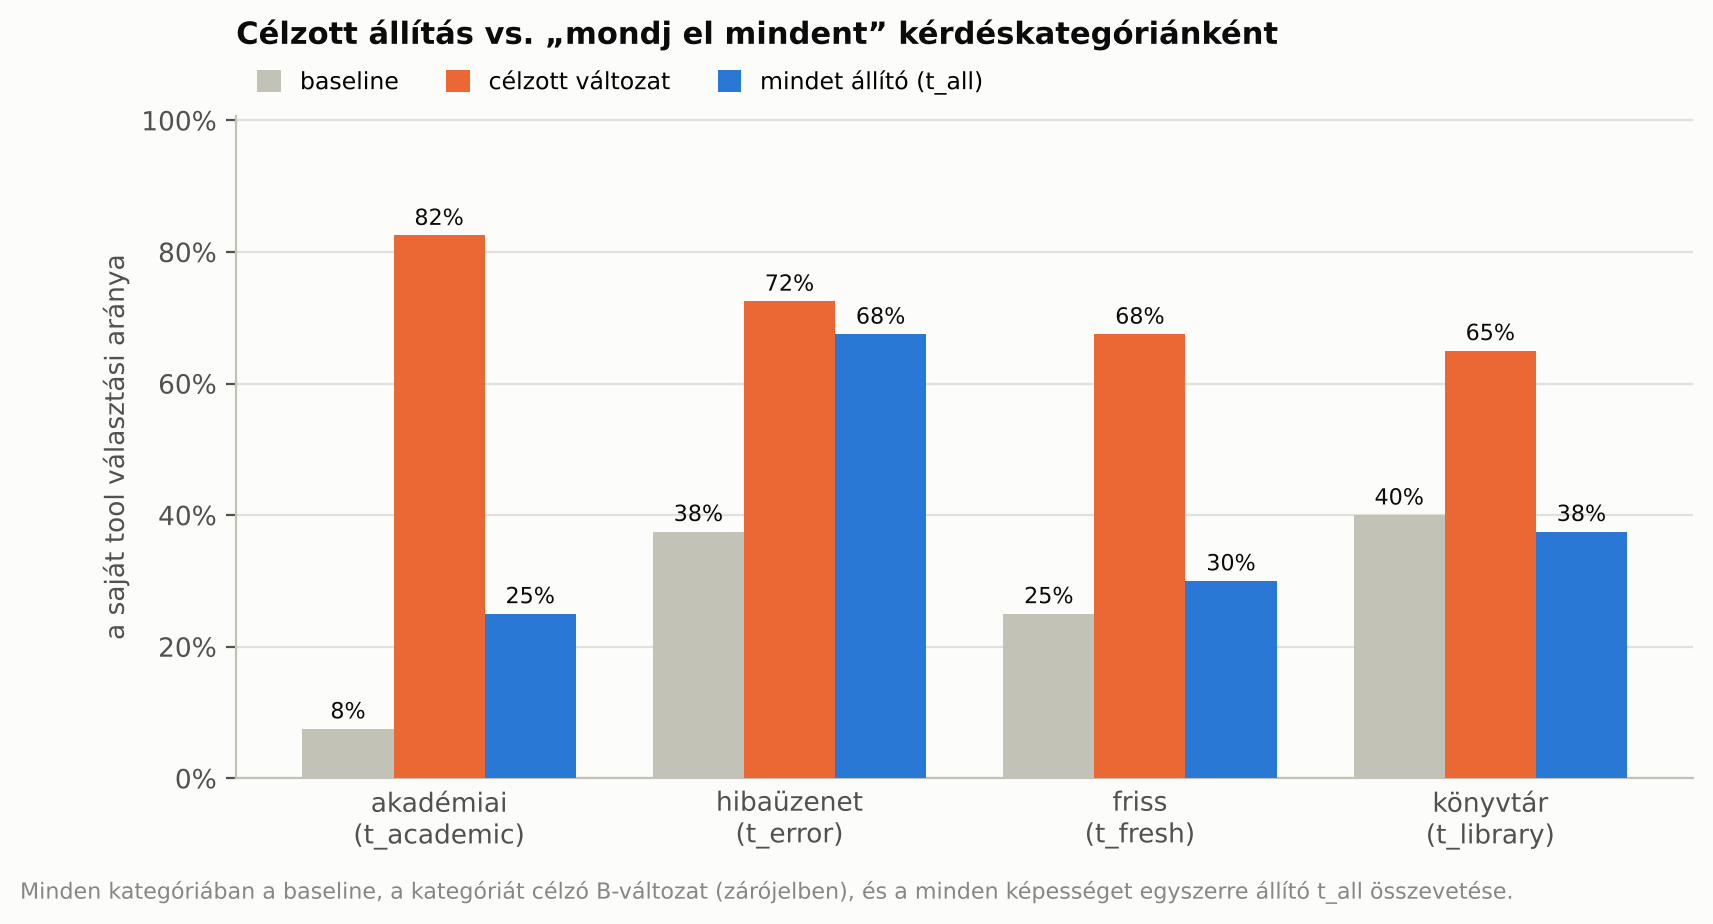 Célzott állítás vs. „mondj el mindent” kérdéskategóriánként
baseline
célzott változat
mindet állító (t_all)
a saját tool választási aránya
100%
80%
60%
40%
20%
0%
8%
82%
25%
38%
72%
68%
25%
68%
30%
40%
65%
38%
akadémiai
(t_academic)
hibaüzenet
(t_error)
friss
(t_fresh)
könyvtár
(t_library)
Minden kategóriában a baseline, a kategóriát célzó B-változat (zárójelben), és a minden képességet egyszerre állító t_all összevetése.